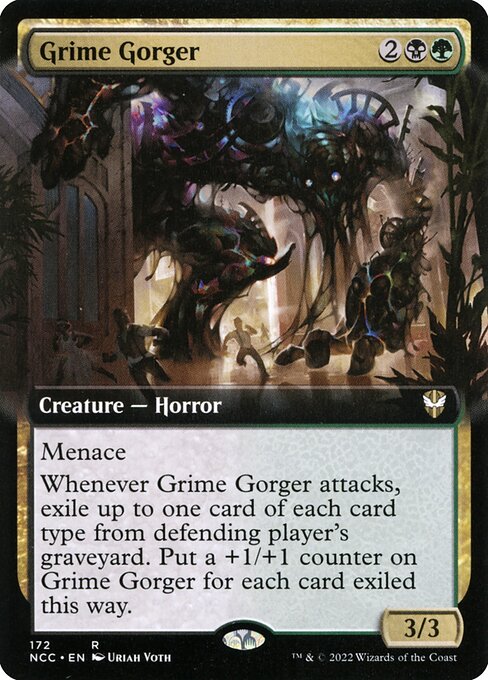 Grime Gorger 2
Creature — Horror
Menace
Whenever Grime Gorger attacks,
exile up to one card of each card
type from defending player's
graveyard. Put a +1/+1 counter on
Grime Gorger for each card exiled
this way.
3/3
172 R
NCC • EN Uriah Voth ™ & © 2022 Wizards of the Coast